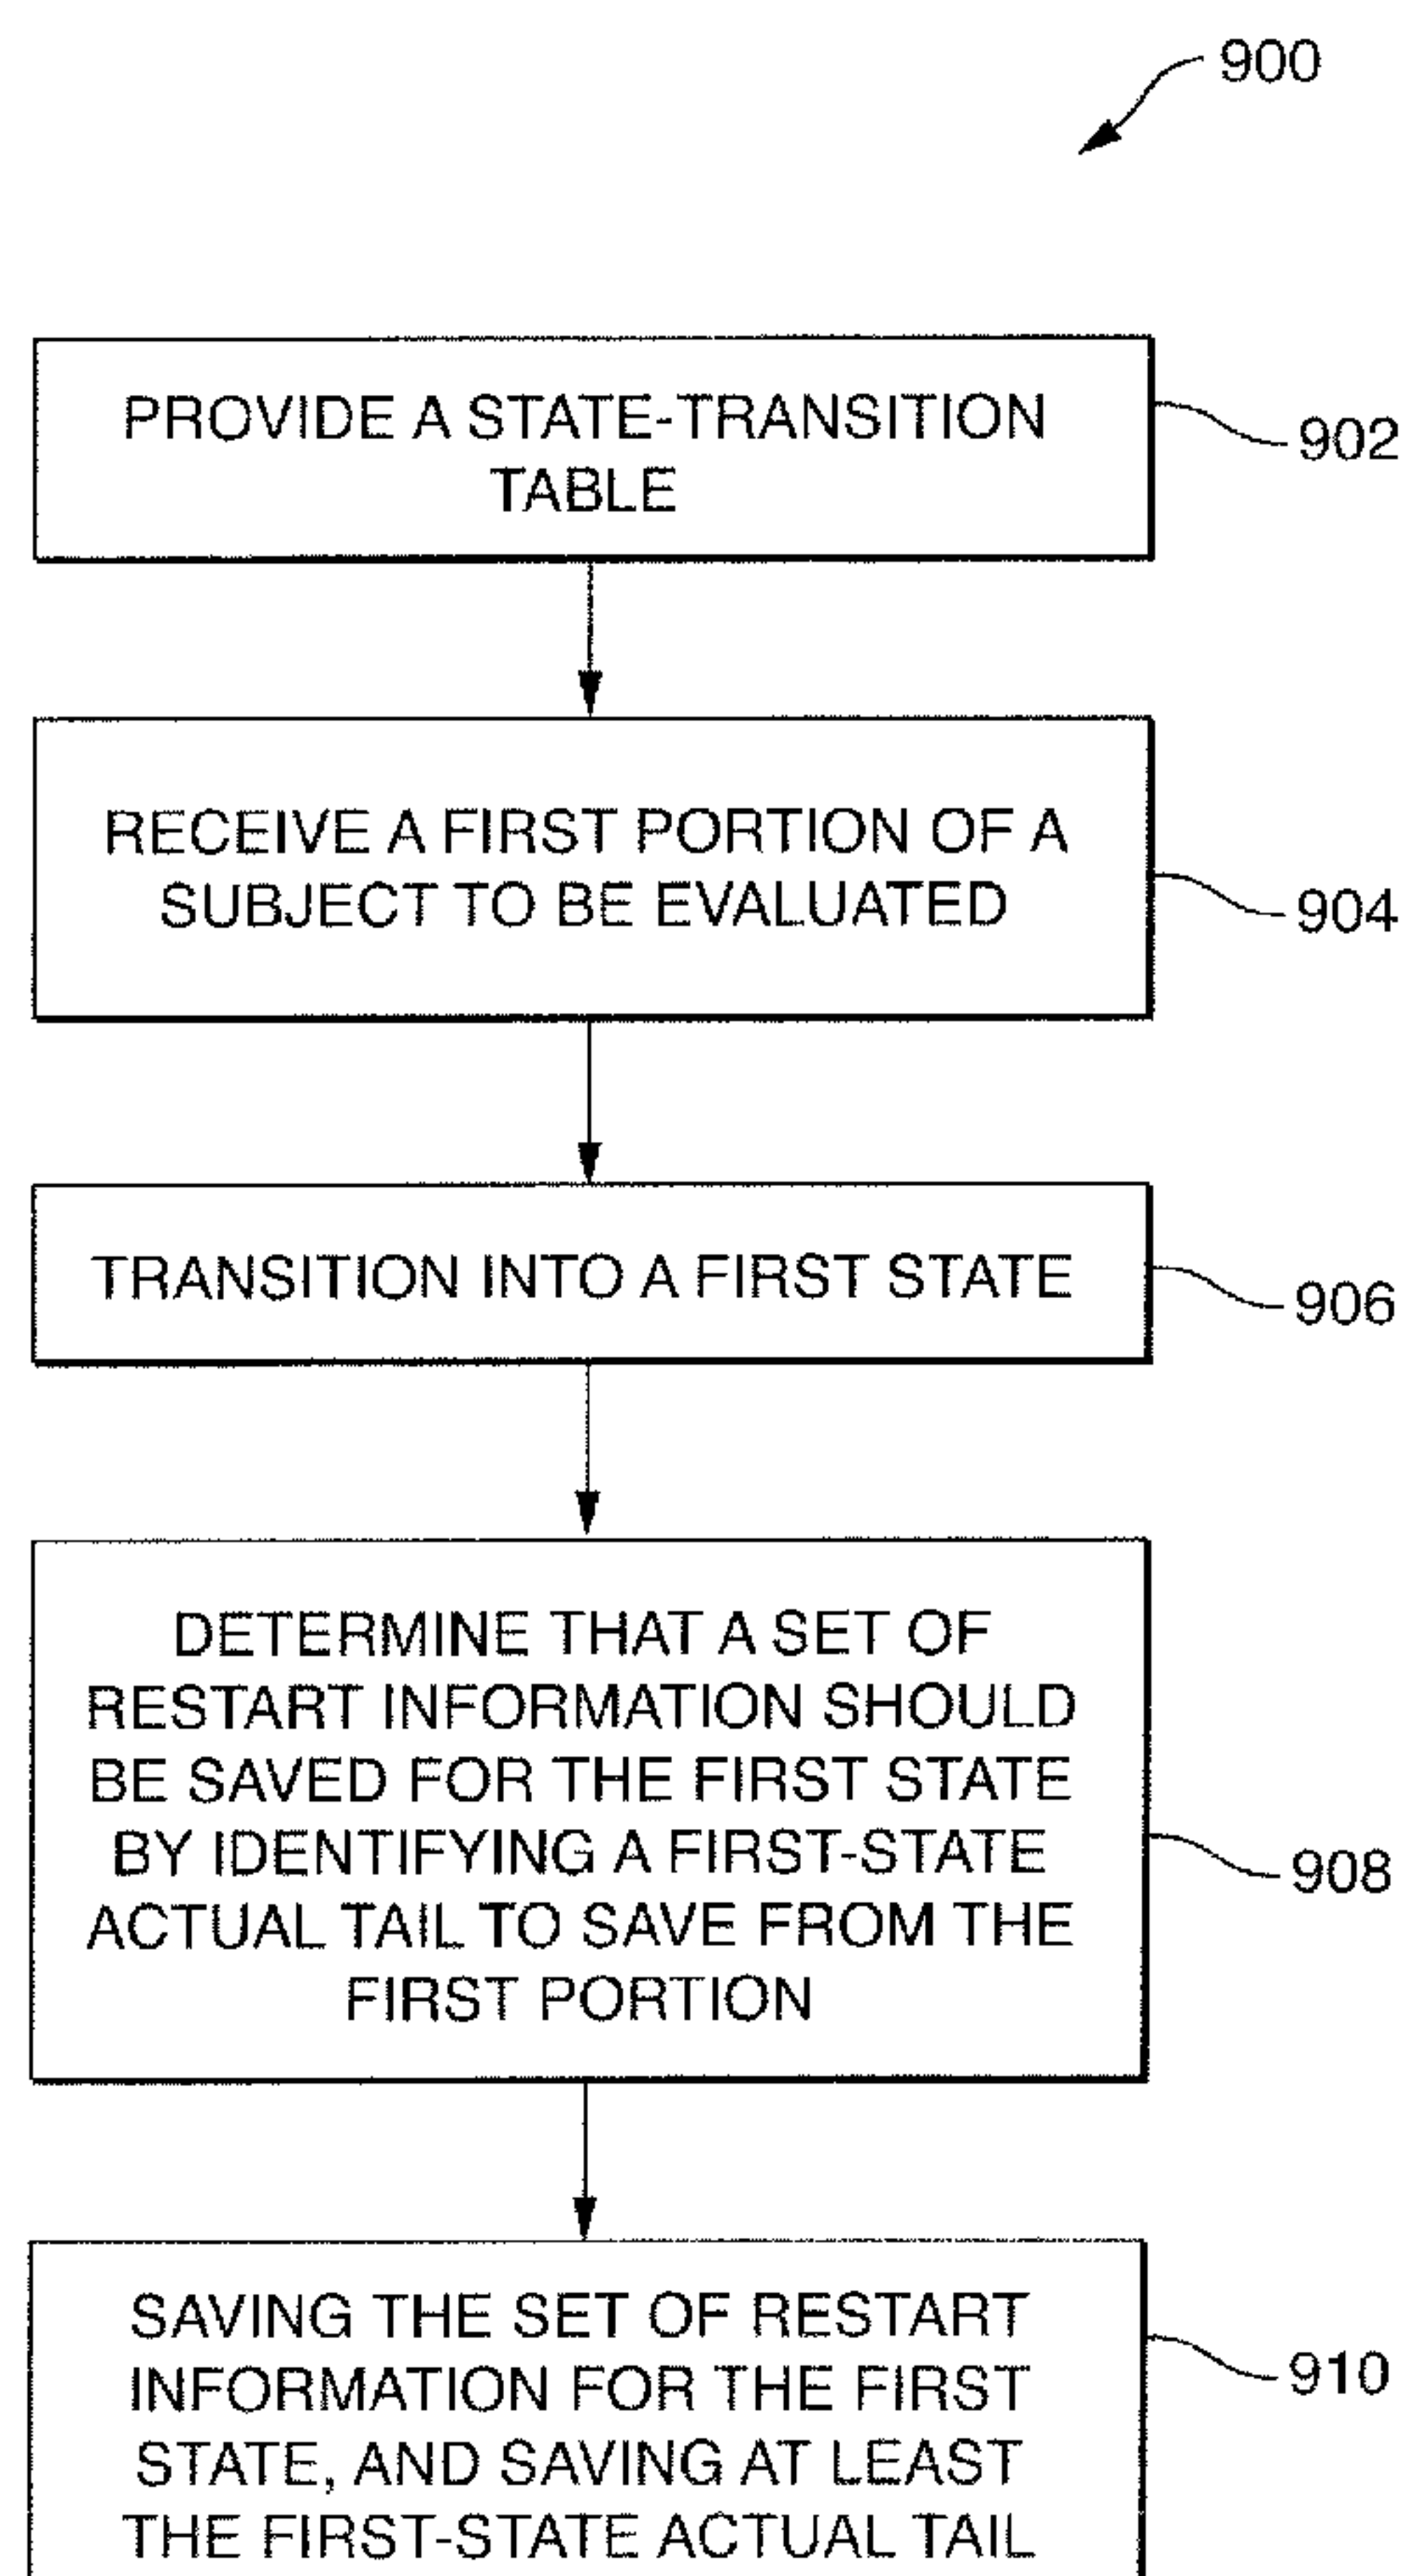 900
PROVIDE A STATE-TRANSITION
TABLE
902
RECEIVE A FIRST PORTION OF A
SUBJECT TO BE EVALUATED
904
TRANSITION INTO A FIRST STATE
906
DETERMINE THAT A SET OF
RESTART INFORMATION SHOULD
BE SAVED FOR THE FIRST STATE
BY IDENTIFYING A FIRST-STATE
ACTUAL TAIL TO SAVE FROM THE
FIRST PORTION
908
SAVING THE SET OF RESTART
INFORMATION FOR THE FIRST
STATE, AND SAVING AT LEAST
THE FIRST-STATE ACTUAL TAIL
910